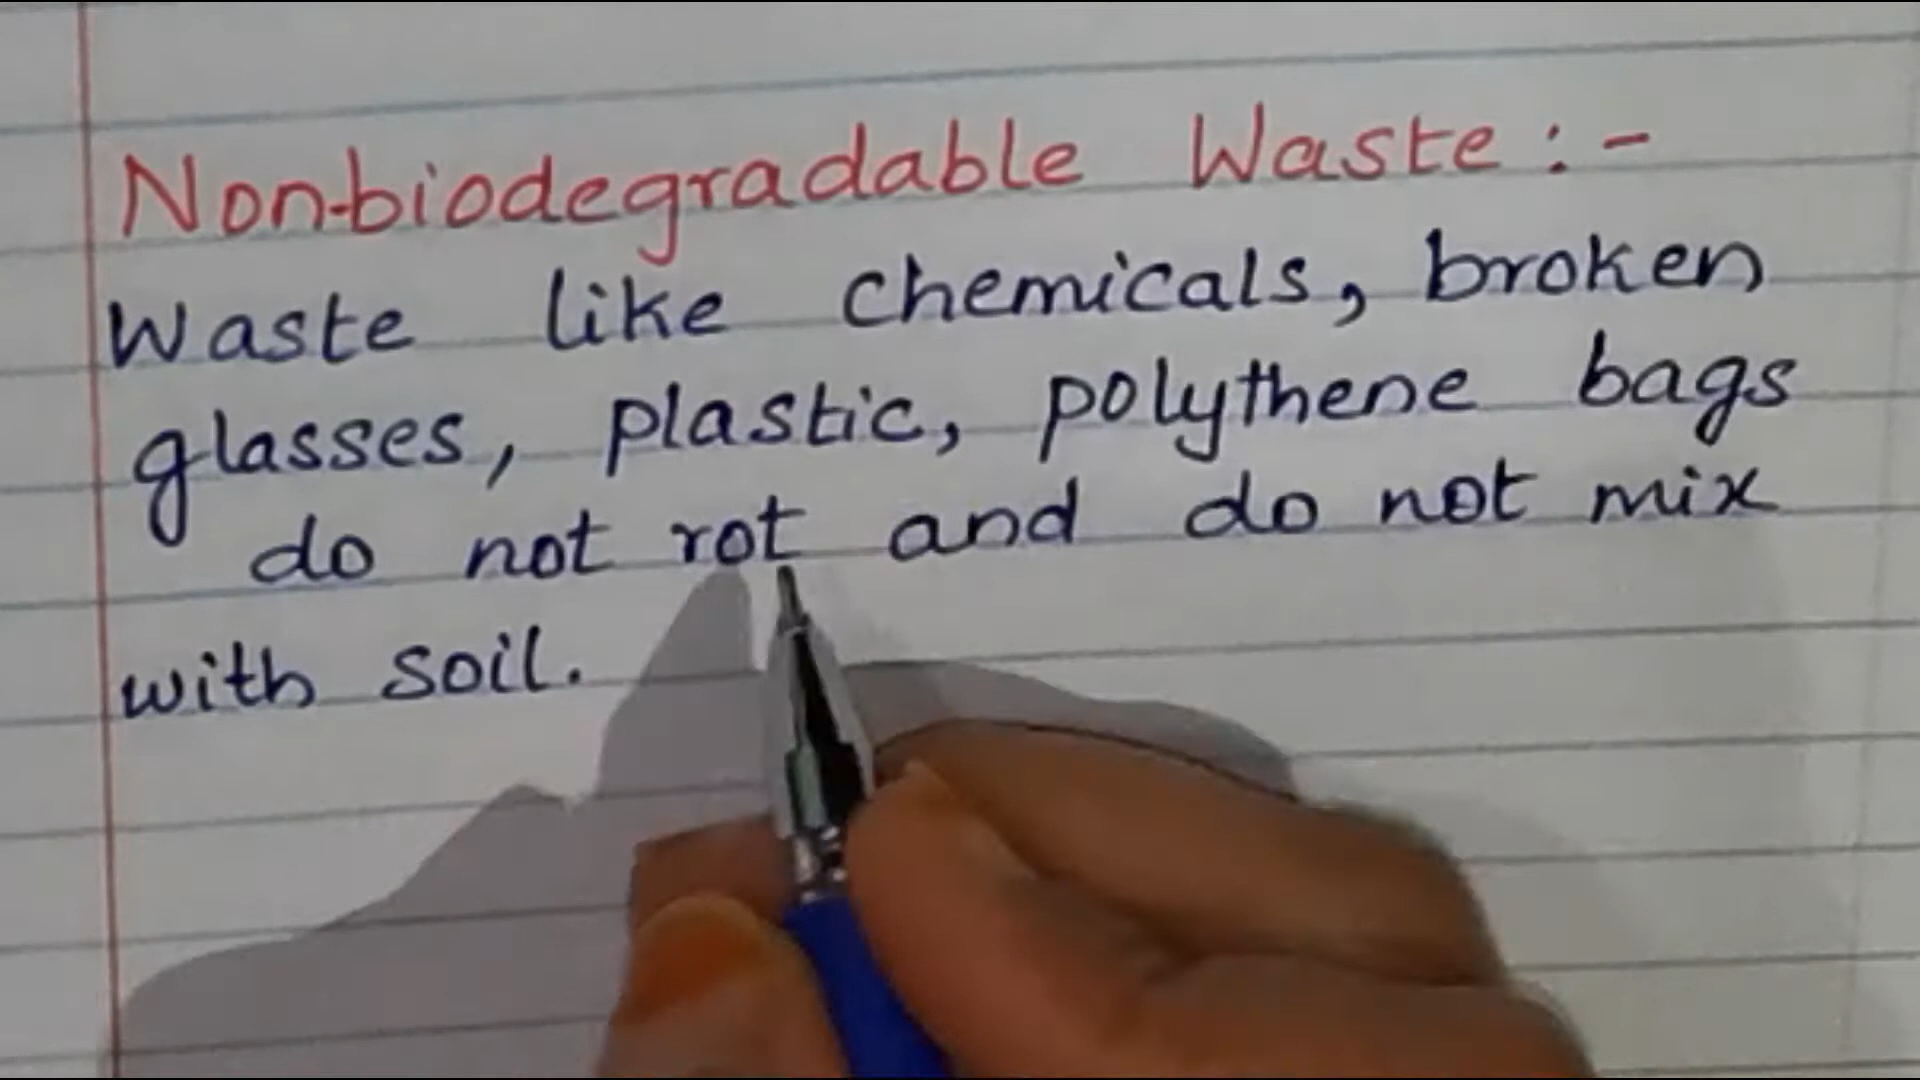 Non-biodegradable Waste:-
Waste like chemicals, broken
glasses, plastic, polythene bags
do not rot and do not mix
with soil.